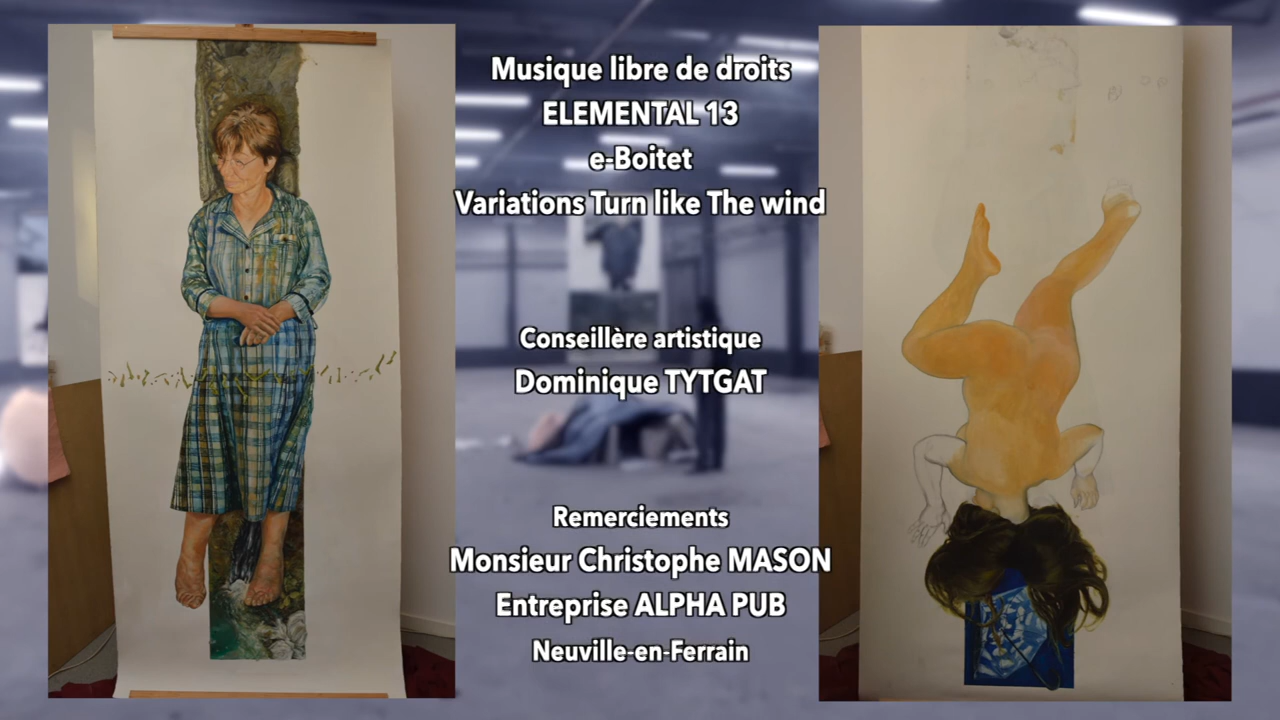 Musique libre de droits
ELEMENTAL 13
e-Boitet
Variations Turn like The wind
Conseillère artistique
Dominique TYTGAT
Remerciements
Monsieur Christophe MASON
Entreprise ALPHA PUB
Neuville-en-Ferrain